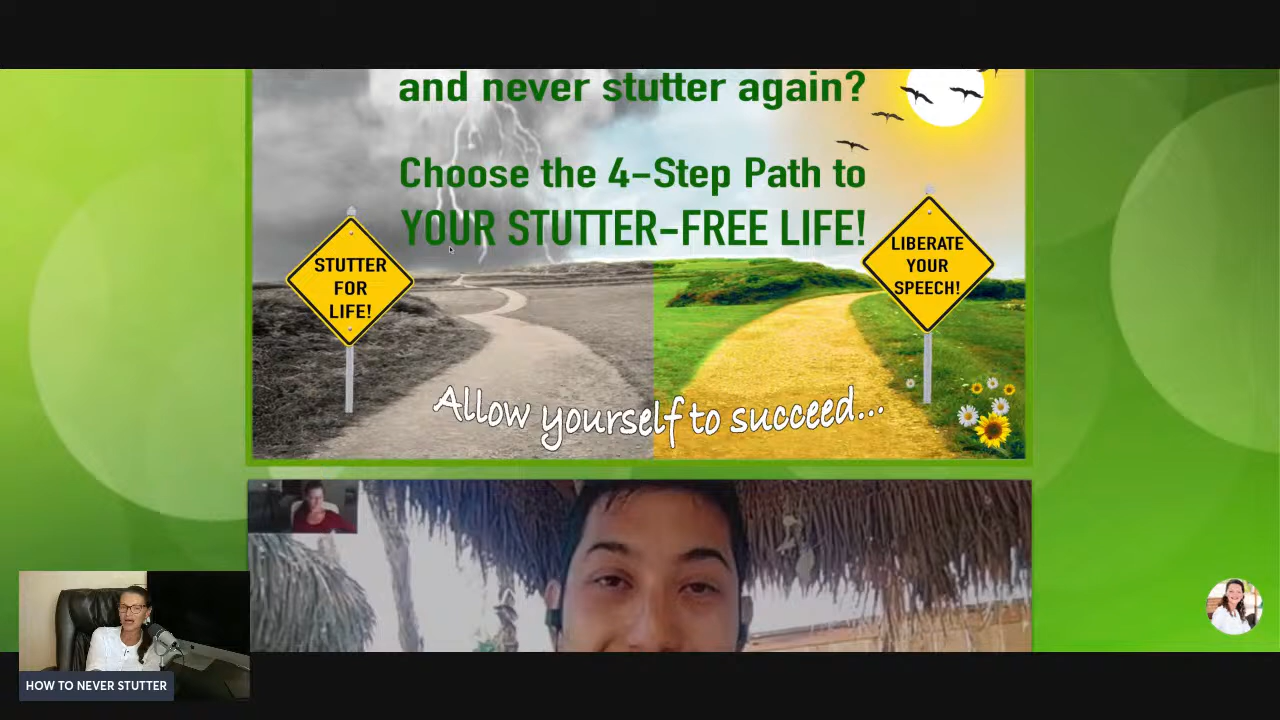 and never stutter again?
Choose the 4-Step Path to
YOUR STUTTER-FREE LIFE!
STUTTER
FOR
LIFE!
LIBERATE
YOUR
SPEECH!
Allow yourself to succeed...
HOW TO NEVER STUTTER